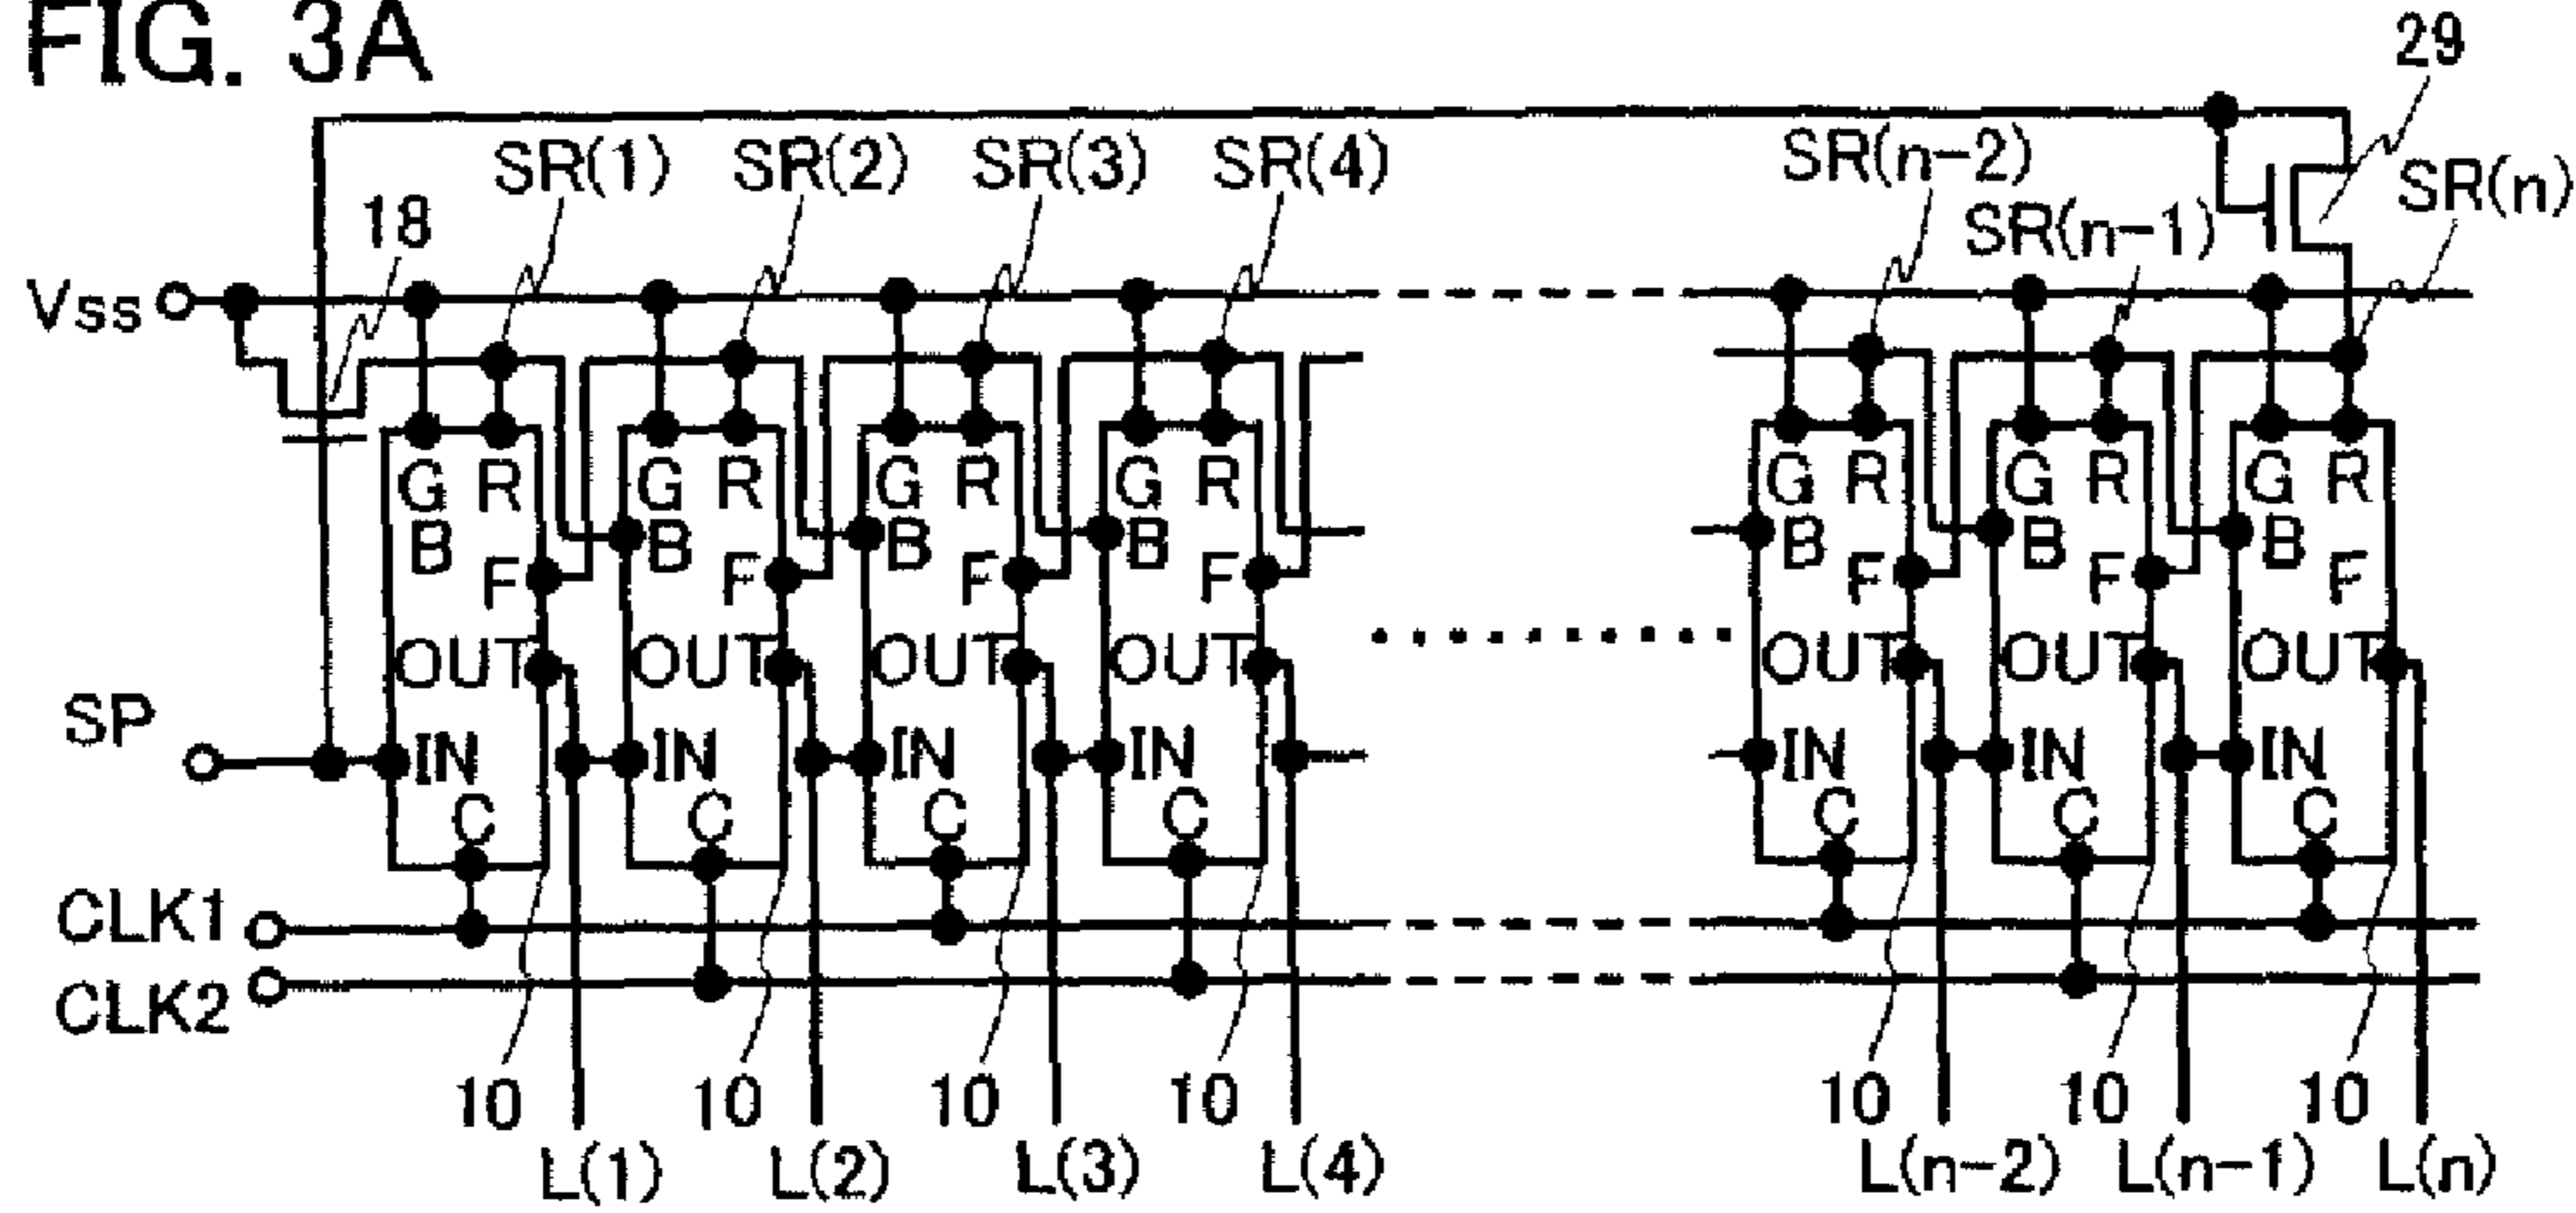 FIG. 3A
29
SR(1) SR(2) SR(3) SR(4) SR(n-2) SR(n)
18 SR(n-1)
Vss
G R G R G R G R G R G R G R
B B B B B B B
F F F F F F F
OUT OUT OUT OUT OUT OUT OUT
SP
IN IN IN IN IN IN IN
C C C C C C C
CLK1
CLK2
10 10 10 10 10 10 10
L(1) L(2) L(3) L(4) L(n-2) L(n-1) L(n)